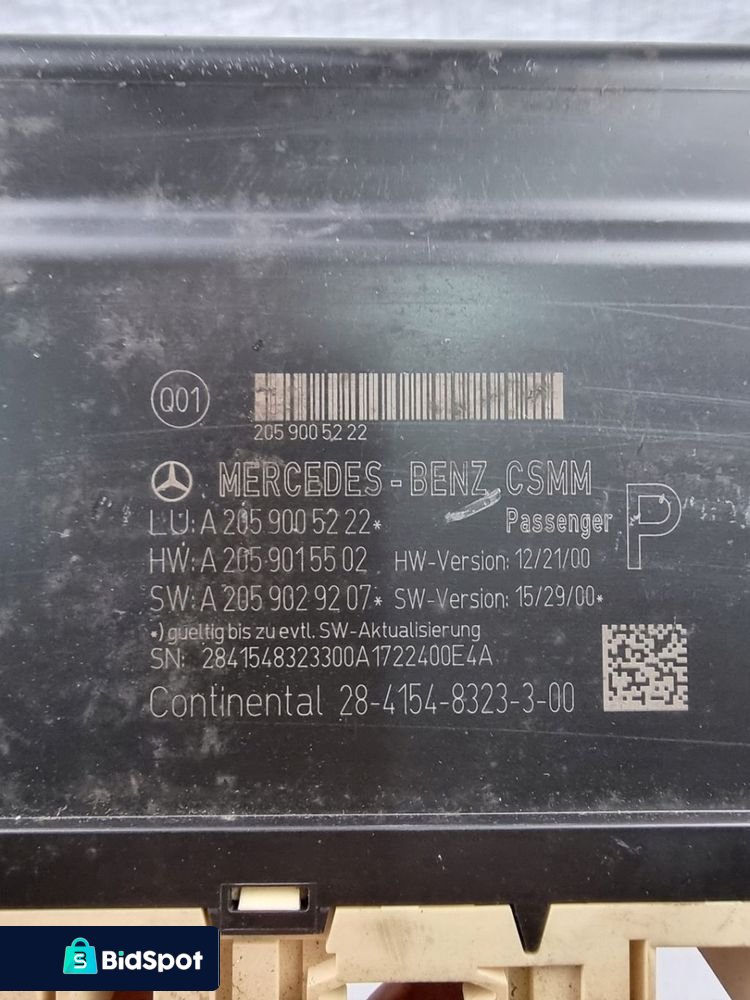 Q01
205 900 52 22
MERCEDES-BENZ CSMM
LU: A 205 900 52 22*
Passenger P
HW: A 205 901 55 02 HW-Version: 12/21/00
SW: A 205 902 92 07* SW-Version: 15/29/00*
*) gueltig bis zu evtl. SW-Aktualisierung
SN: 2841548323300A1722400E4A
Continental 28-4154-8323-3-00
S BidSpot